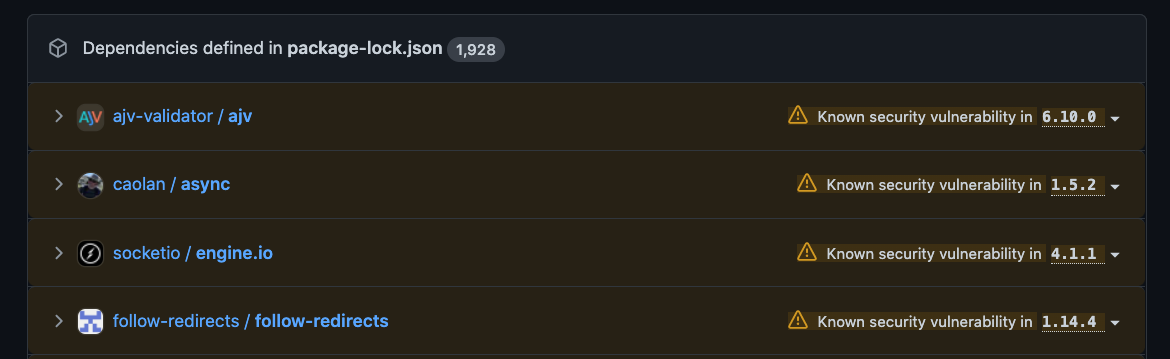 Dependencies defined in package-lock.json 1,928
AJV ajv-validator / ajv Known security vulnerability in 6.10.0
caolan / async Known security vulnerability in 1.5.2
socketio / engine.io Known security vulnerability in 4.1.1
follow-redirects / follow-redirects Known security vulnerability in 1.14.4